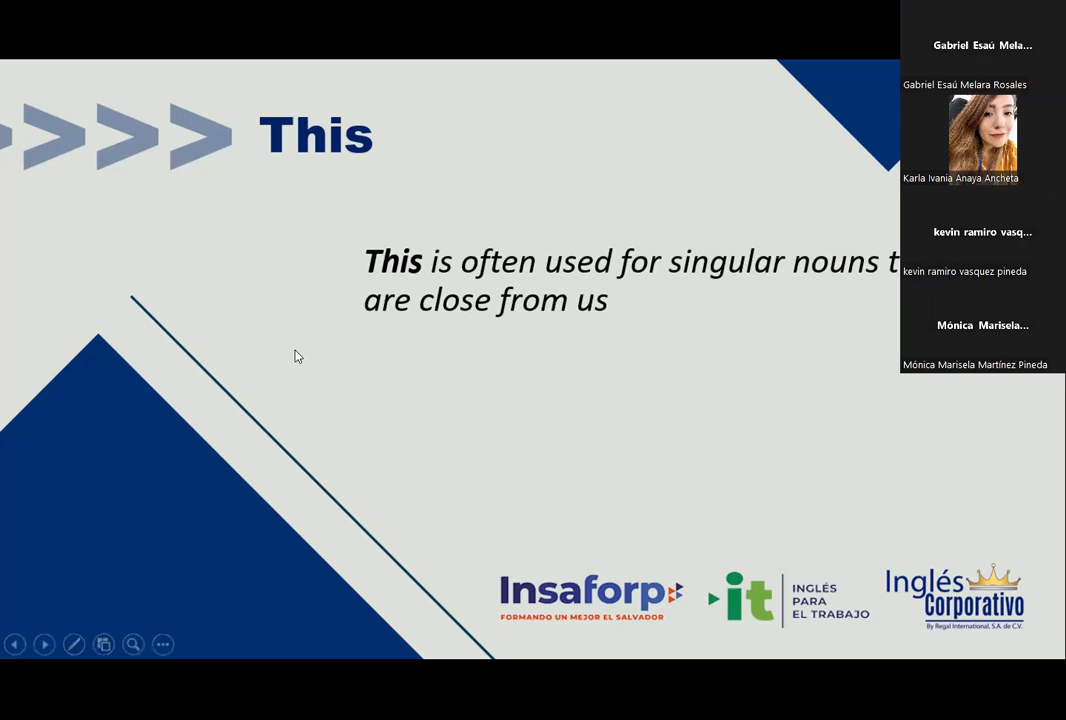 This
This is often used for singular nouns t
are close from us
Gabriel Esaú Mela...
Gabriel Esaú Melara Rosales
Karla Ivania Anaya Ancheta
kevin ramiro vasq...
kevin ramiro vasquez pineda
Mónica Marisela...
Mónica Marisela Martínez Pineda
Insaforp
FORMANDO UN MEJOR EL SALVADOR
it
INGLÉS
PARA
EL TRABAJO
Inglés
Corporativo
By Regal International, S.A. de C.V.